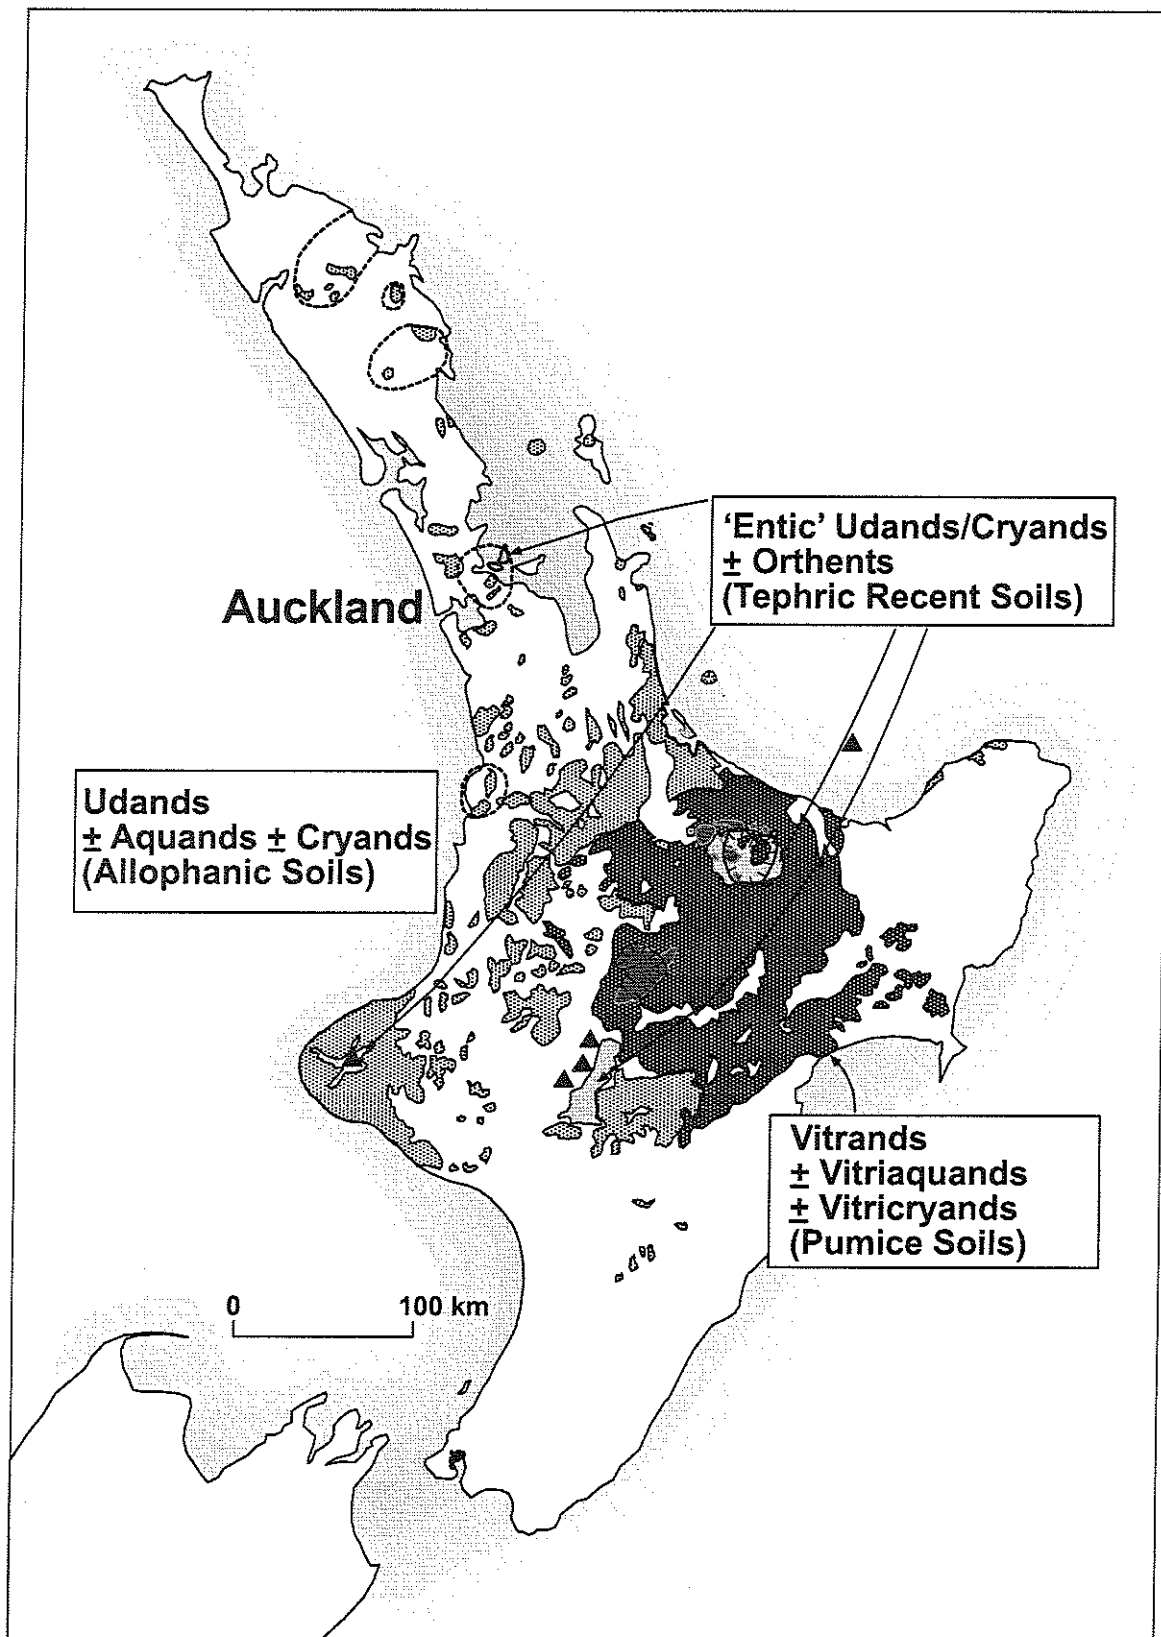 'Entic' Udands/Cryands
± Orthents
(Tephric Recent Soils)
Auckland
Udands
± Aquands ± Cryands
(Allophanic Soils)
Vitrands
± Vitriaquands
± Vitricryands
(Pumice Soils)
0 100 km